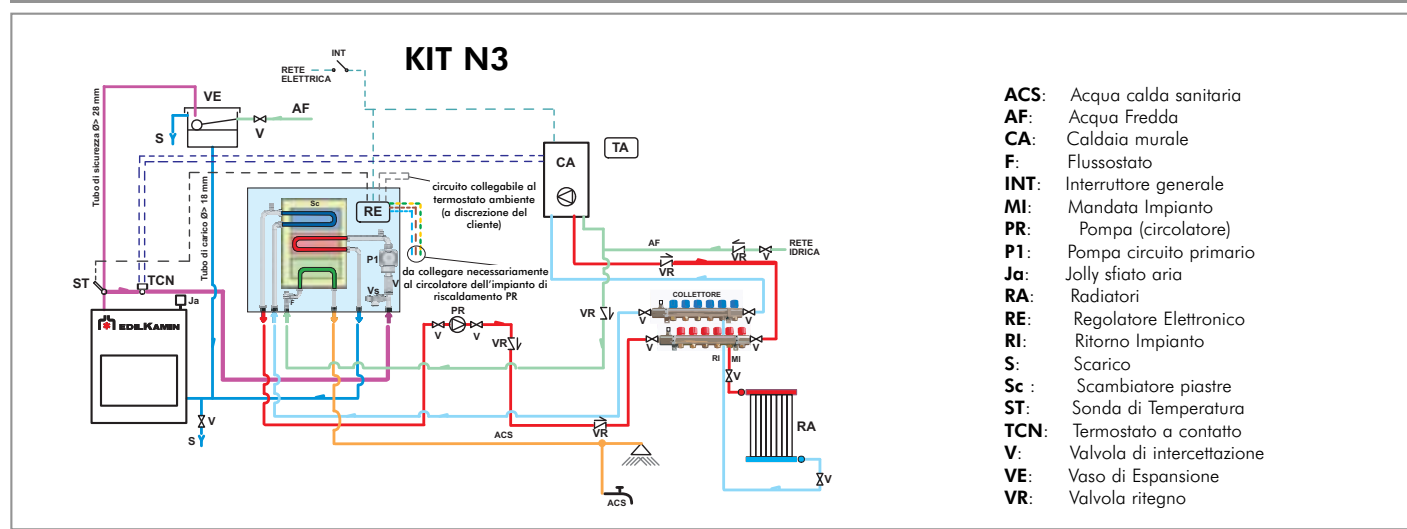 KIT N3
INT
RETE
ELETTRICA
VE
AF
V
S
Tubo di sicurezza Ø> 28 mm
Tubo di carico Ø> 18 mm
CA
TA
Sc
RE
circuito collegabile al
termostato ambiente
(a discrezione del
cliente)
P1
V
Vs
F
da collegare necessariamente
al circolatore dell'impianto di
riscaldamento PR
ST
TCN
Ja
EDILKAMIN
PR
V
V
VR
AF
VR
V
RETE
IDRICA
VR
COLLETTORE
V
V
VR
V
V
RI
MI
V
RA
V
V
S
ACS
VR
ACS
ACS: Acqua calda sanitaria
AF: Acqua Fredda
CA: Caldaia murale
F: Flussostato
INT: Interruttore generale
MI: Mandata Impianto
PR: Pompa (circolatore)
P1: Pompa circuito primario
Ja: Jolly sfiato aria
RA: Radiatori
RE: Regolatore Elettronico
RI: Ritorno Impianto
S: Scarico
Sc : Scambiatore piastre
ST: Sonda di Temperatura
TCN: Termostato a contatto
V: Valvola di intercettazione
VE: Vaso di Espansione
VR: Valvola ritegno